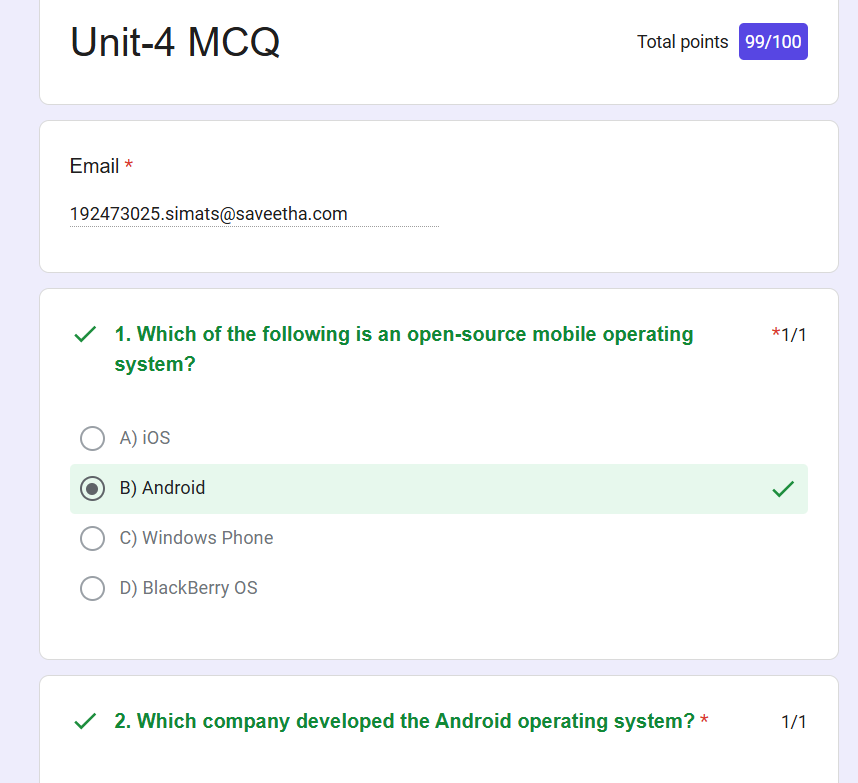 Unit-4 MCQ
Total points 99/100
Email *
192473025.simats@saveetha.com
1. Which of the following is an open-source mobile operating
system?
*1/1
A) iOS
B) Android
C) Windows Phone
D) BlackBerry OS
2. Which company developed the Android operating system? *
1/1